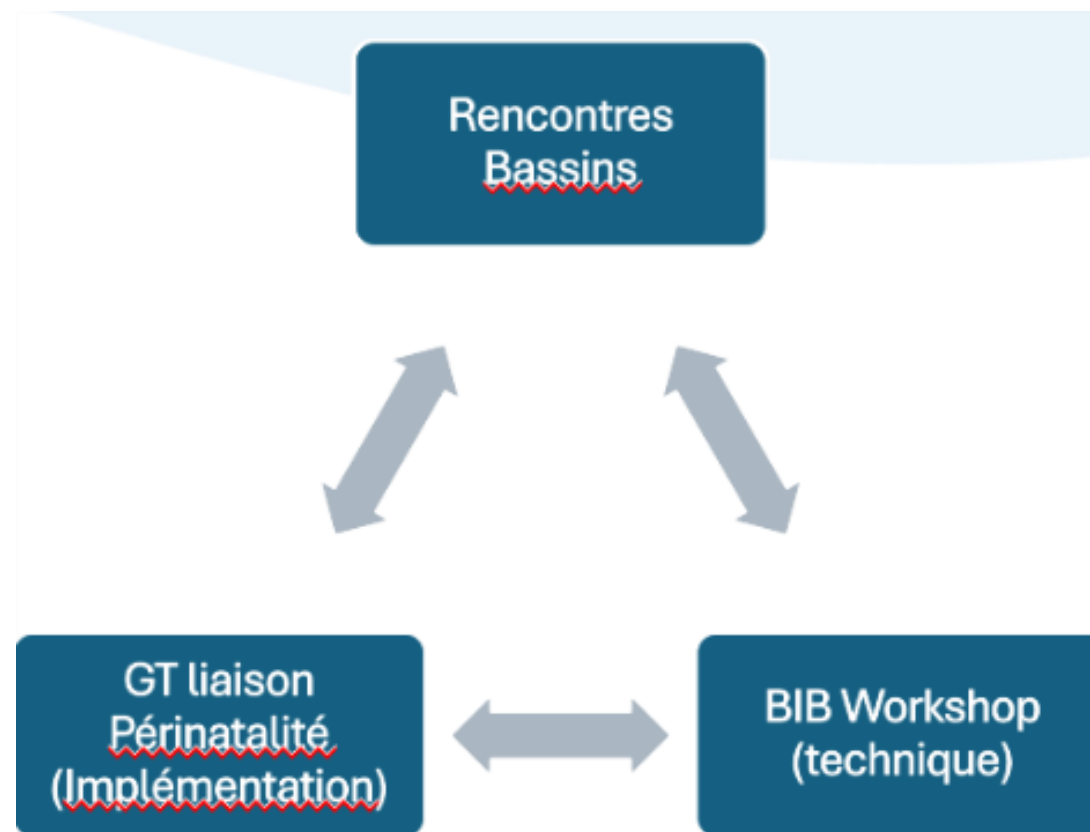 Rencontres
Bassins
GT liaison
Périnatalité
(Implémentation)
BIB Workshop
(technique)